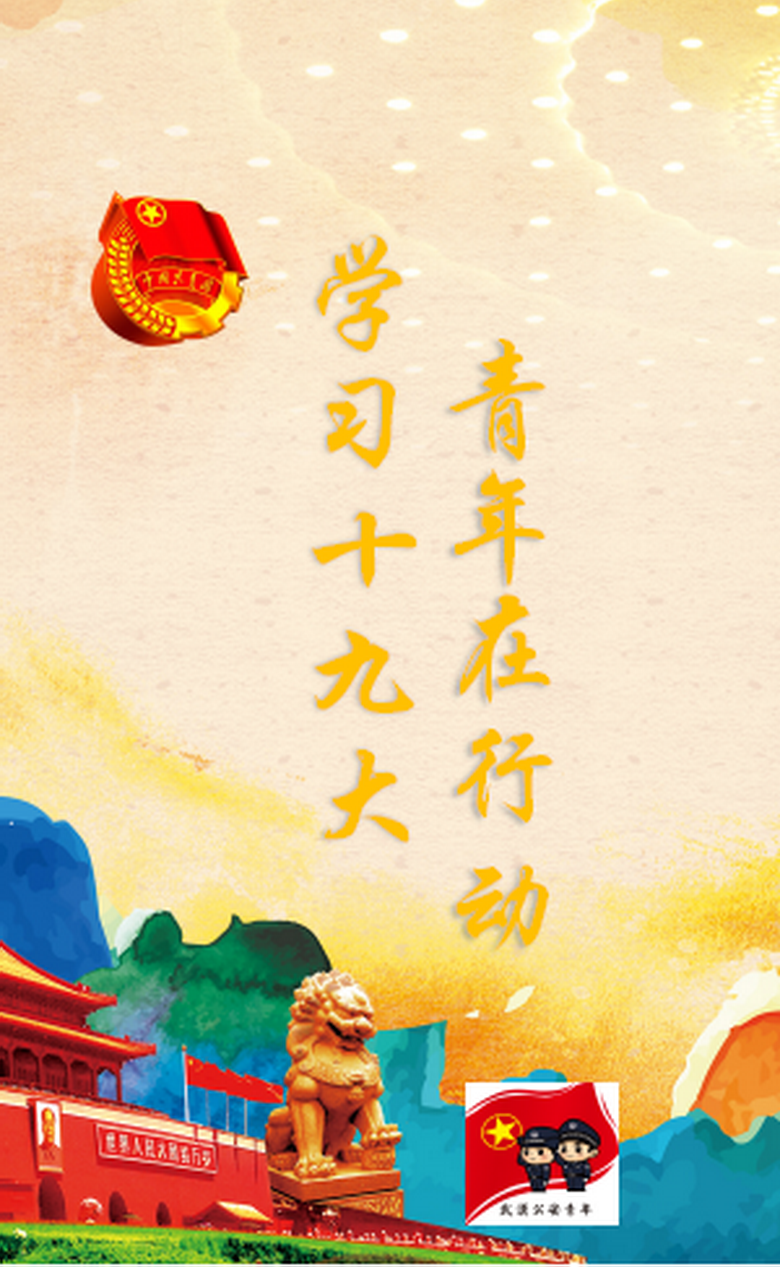 学习十九大
青年在行动
中国共青团
世界人民大团结万岁
武漢公安青年